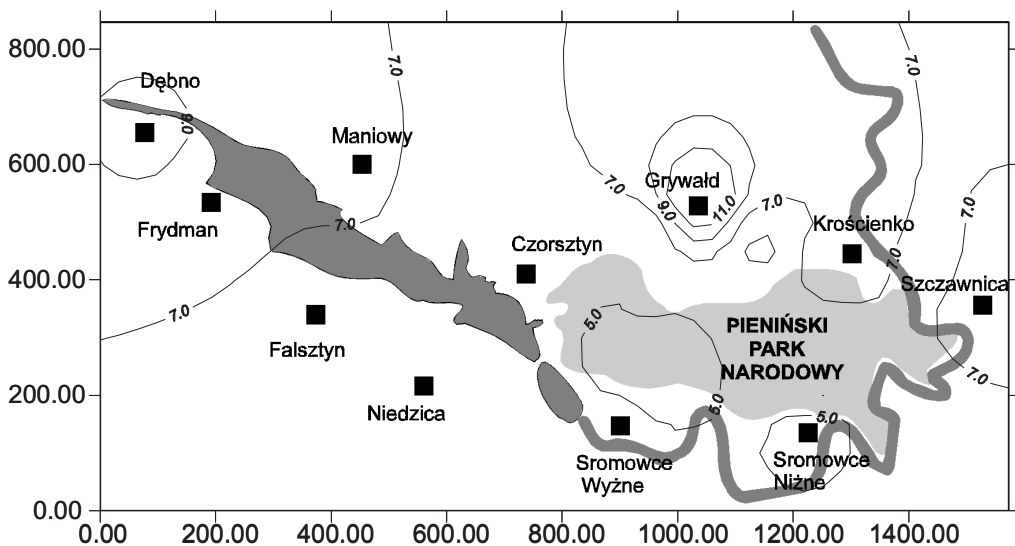 800.00
600.00
400.00
200.00
0.00
0.00
200.00
400.00
600.00
800.00
1000.00
1200.00
1400.00
Dębno
9.0
7.0
Maniowy
Frydman
7.0
7.0
Falsztyn
Niedzica
Czorsztyn
7.0
Grywałd
9.0
11.0
7.0
Krościenko
7.0
7.0
7.0
Szczawnica
7.0
5.0
PIENIŃSKI
PARK
NARODOWY
5.0
5.0
Sromowce
Wyżne
Sromowce
Niżne